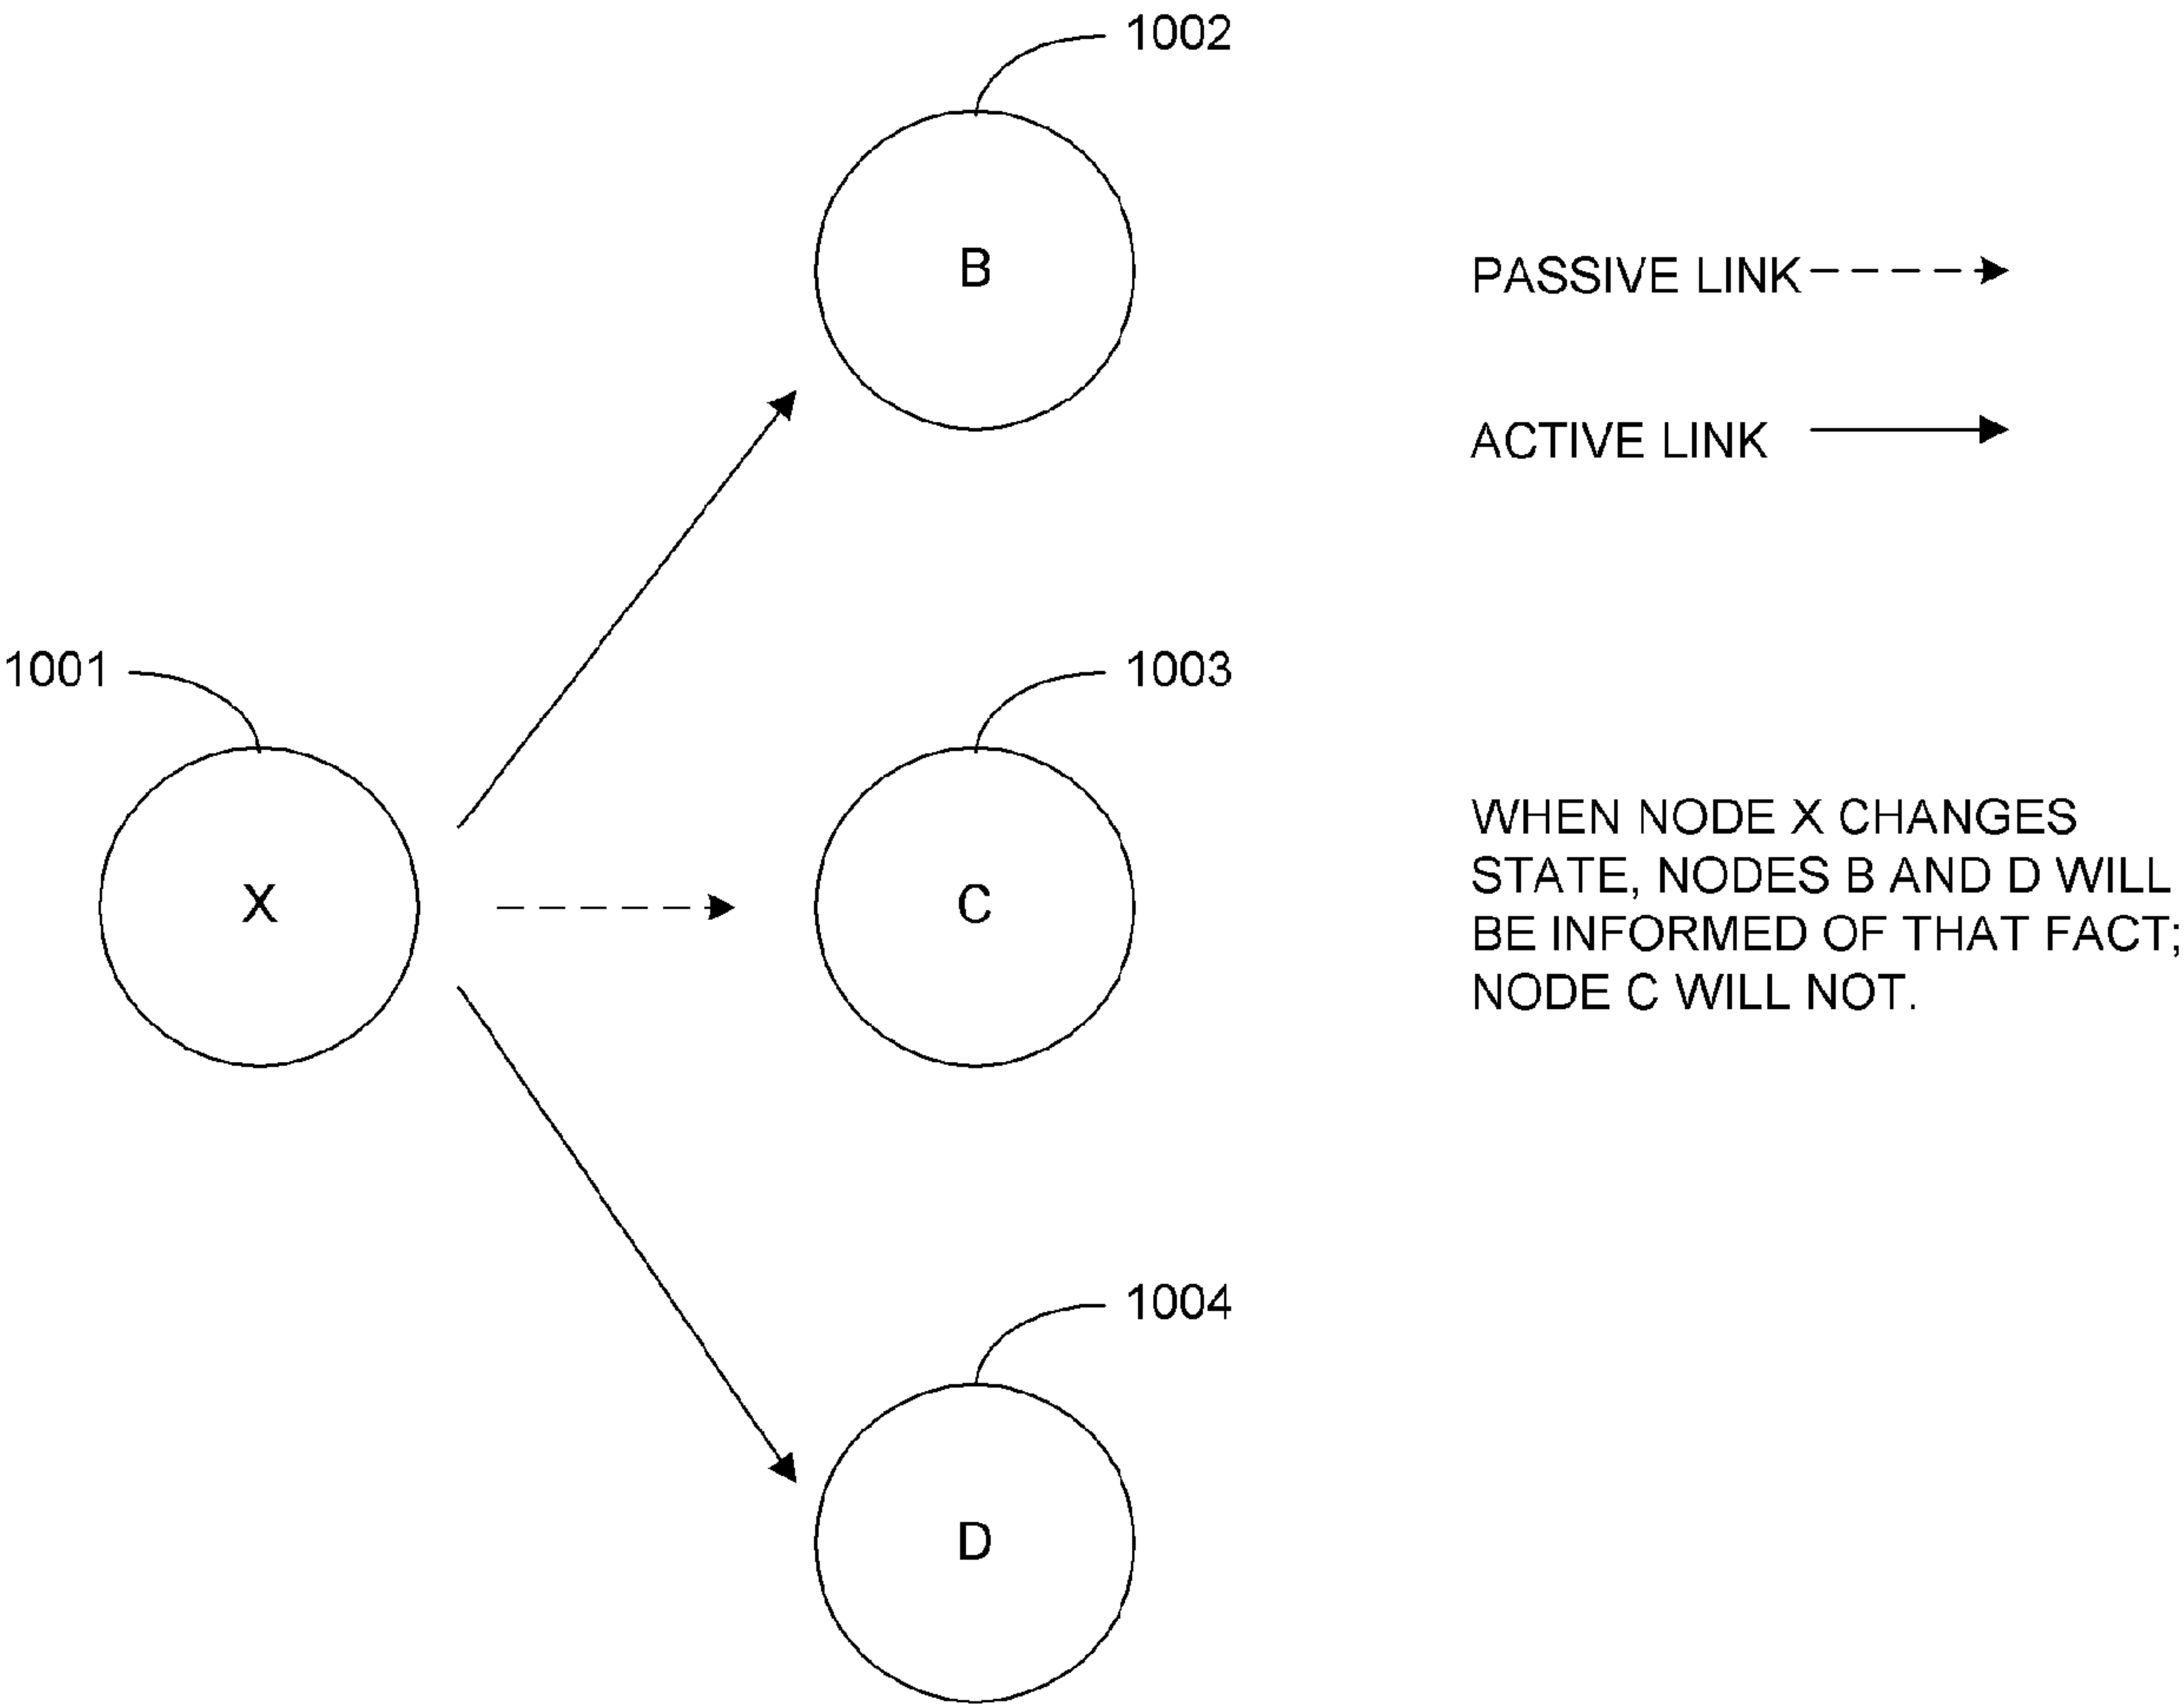 1002
B
PASSIVE LINK
ACTIVE LINK
1001
1003
X
C
WHEN NODE X CHANGES
STATE, NODES B AND D WILL
BE INFORMED OF THAT FACT;
NODE C WILL NOT.
1004
D